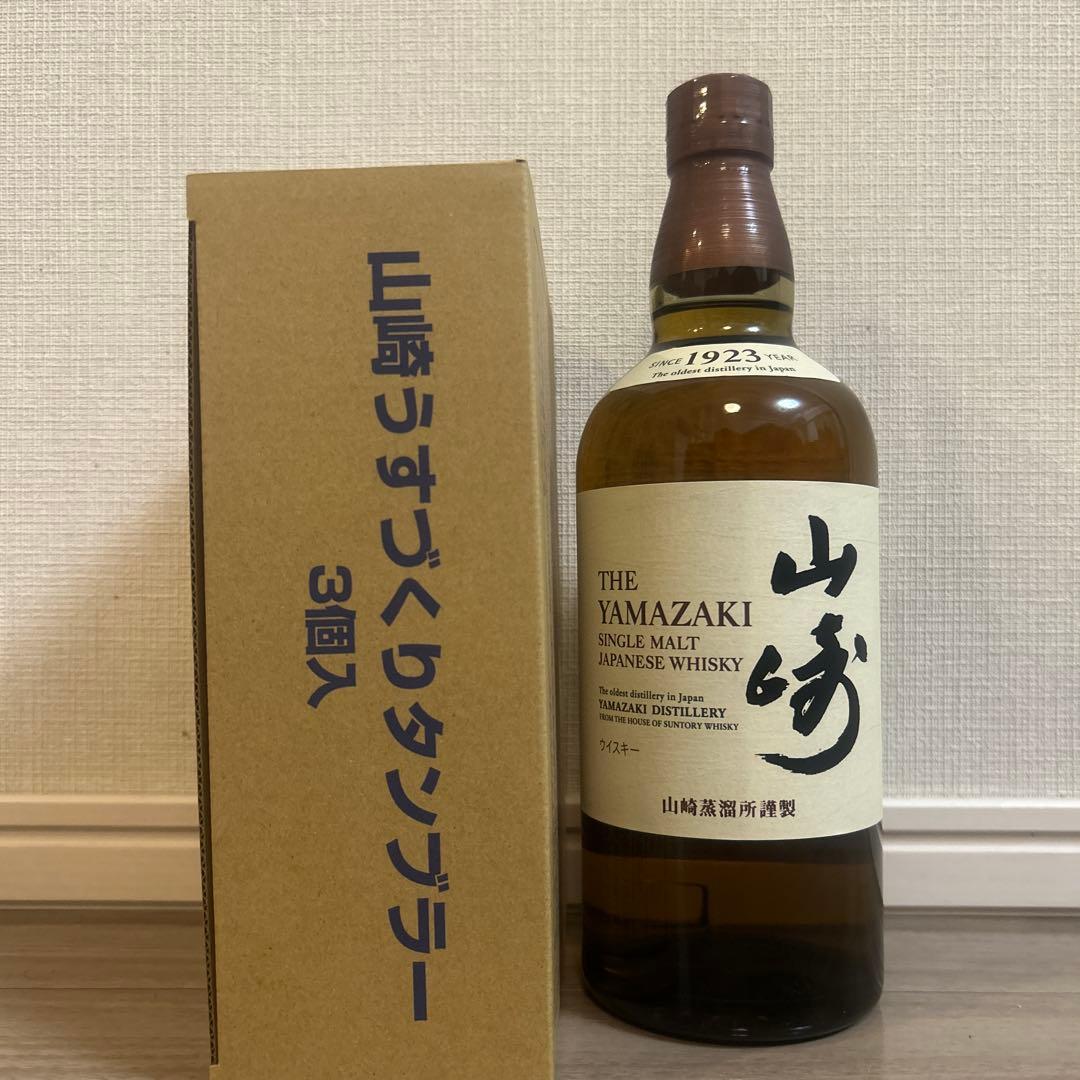 山崎うすづくりタンブラー
3個入
SINCE 1923 YEAR
The oldest distillery in Japan
山崎
THE
YAMAZAKI
SINGLE MALT
JAPANESE WHISKY
The oldest distillery in Japan
YAMAZAKI DISTILLERY
FROM THE HOUSE OF SUNTORY WHISKY
ウイスキー
山崎蒸溜所謹製